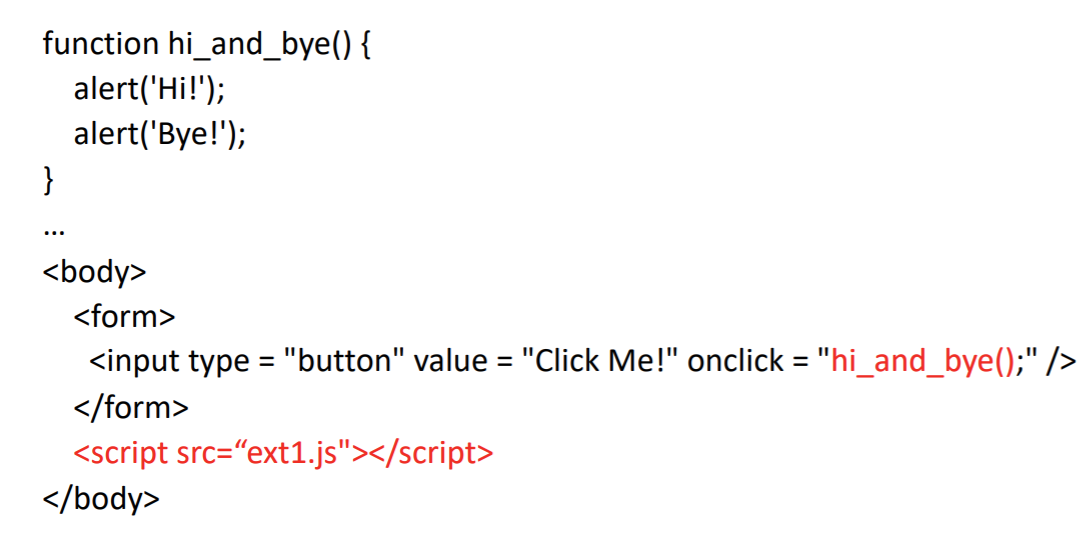 function hi_and_bye() {
alert('Hi!');
alert('Bye!');
}
...
<body>
<form>
<input type = "button" value = "Click Me!" onclick = "hi_and_bye();" />
</form>
<script src=“ext1.js"></script>
</body>